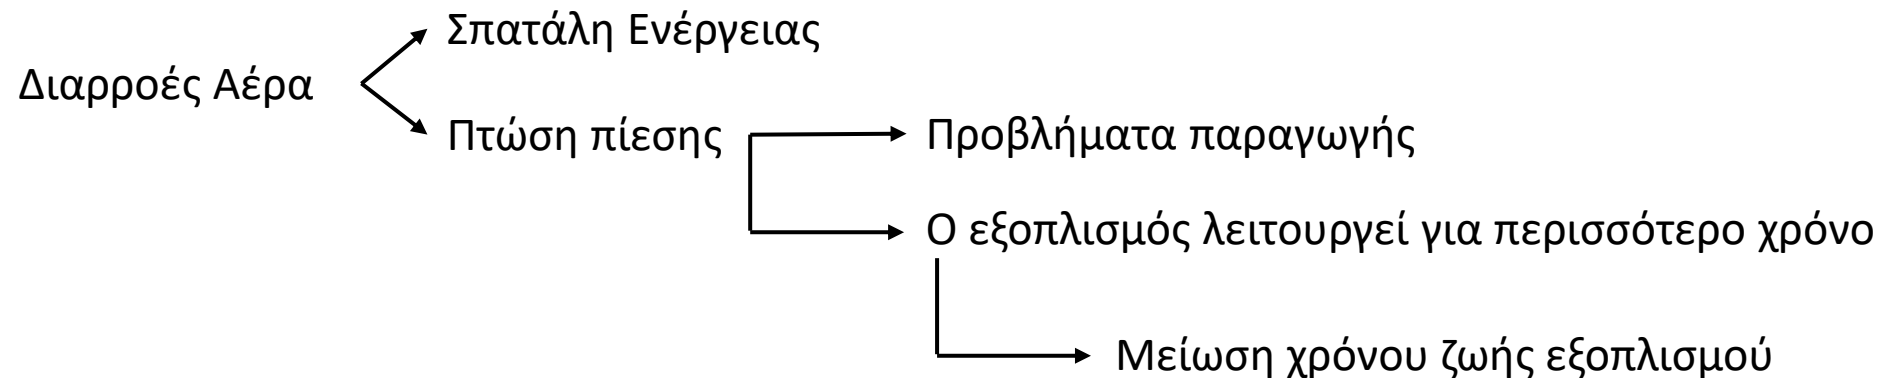 Σπατάλη Ενέργειας
Διαρροές Αέρα
Πτώση πίεσης
Προβλήματα παραγωγής
Ο εξοπλισμός λειτουργεί για περισσότερο χρόνο
Μείωση χρόνου ζωής εξοπλισμού